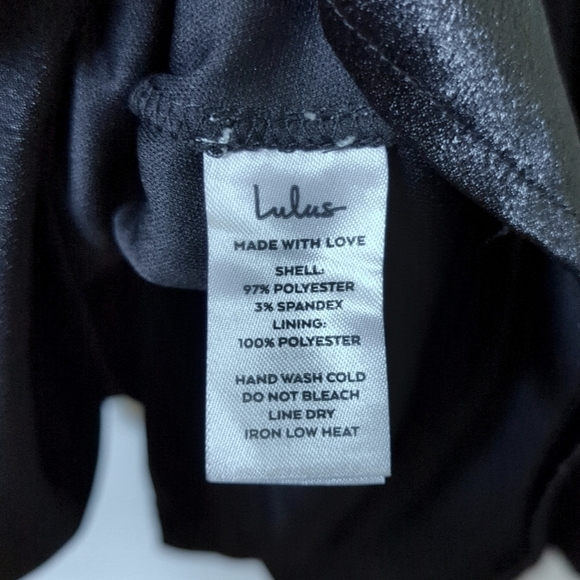 Lulus
MADE WITH LOVE
SHELL:
97% POLYESTER
3% SPANDEX
LINING:
100% POLYESTER
HAND WASH COLD
DO NOT BLEACH
LINE DRY
IRON LOW HEAT